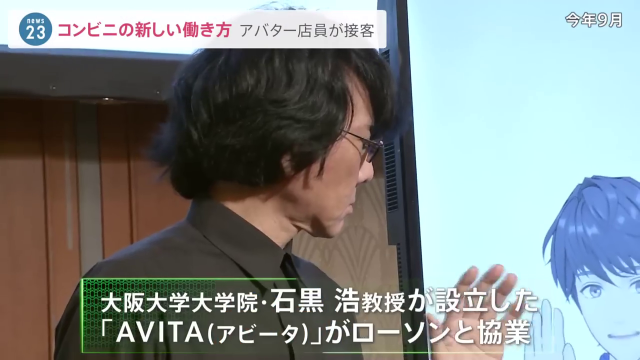 news 23
コンビニの新しい働き方 アバター店員が接客
今年9月
大阪大学大学院・石黒 浩教授が設立した
「AVITA(アビータ)」がローソンと協業